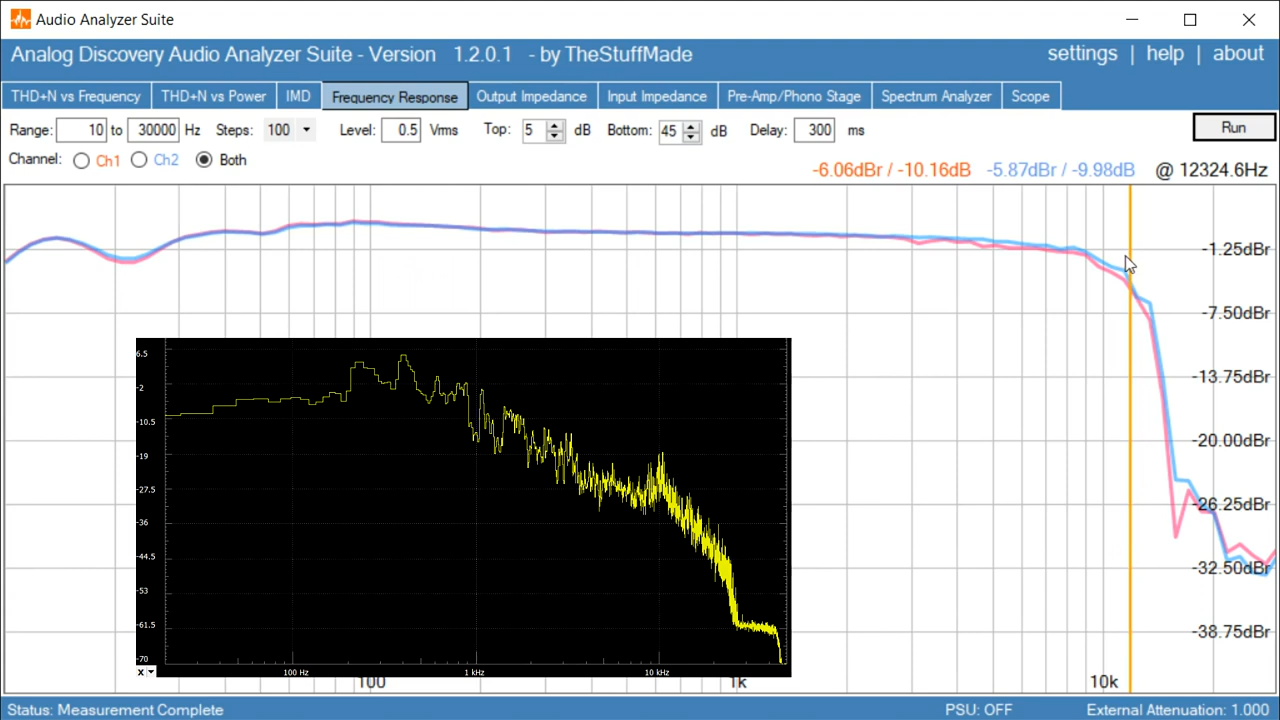 Audio Analyzer Suite
Analog Discovery Audio Analyzer Suite - Version 1.2.0.1 - by TheStuffMade
settings | help | about
THD+N vs Frequency THD+N vs Power IMD Frequency Response Output Impedance Input Impedance Pre-Amp/Phono Stage Spectrum Analyzer Scope
Range: 10 to 30000 Hz Steps: 100 Level: 0.5 Vrms Top: 5 dB Bottom: 45 dB Delay: 300 ms Run
Channel: Ch1 Ch2 Both
-6.06dBr / -10.16dB -5.87dBr / -9.98dB @ 12324.6Hz
-1.25dBr
-7.50dBr
-13.75dBr
-20.00dBr
-26.25dBr
-32.50dBr
-38.75dBr
6.5
-2
-10.5
-19
-27.5
-36
-44.5
-53
-61.5
-70
X 100 Hz 1 kHz 10 kHz
100 1k 10k
Status: Measurement Complete PSU: OFF External Attenuation: 1.000